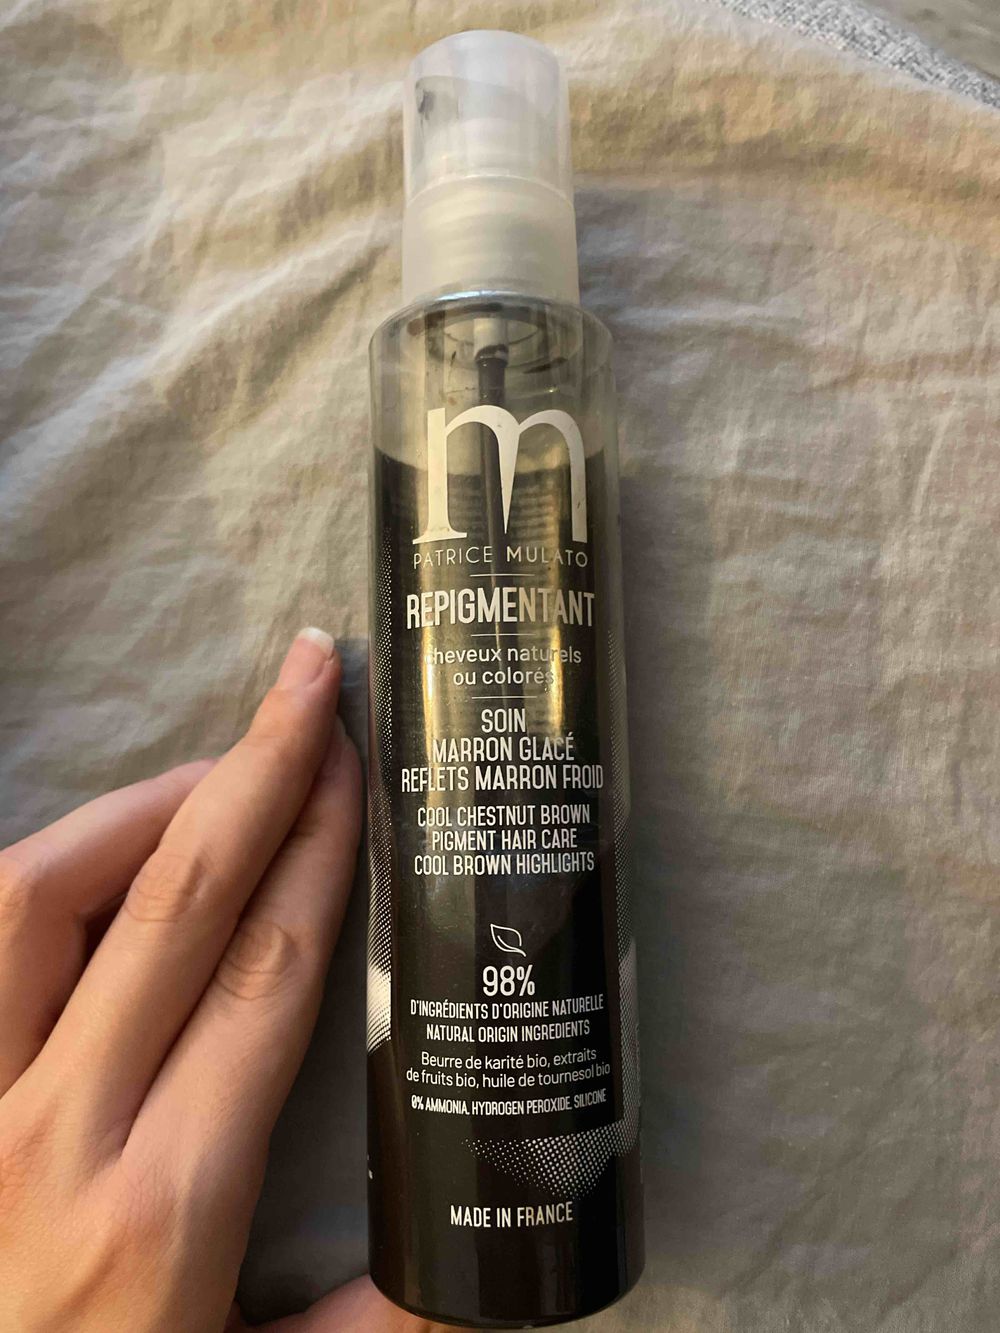 m
PATRICE MULATO
REPIGMENTANT
cheveux naturels
ou colorés
SOIN
MARRON GLACÉ
REFLETS MARRON FROID
COOL CHESTNUT BROWN
PIGMENT HAIR CARE
COOL BROWN HIGHLIGHTS
98%
D'INGRÉDIENTS D'ORIGINE NATURELLE
NATURAL ORIGIN INGREDIENTS
Beurre de karité bio, extraits
de fruits bio, huile de tournesol bio
0% AMMONIA, HYDROGEN PEROXIDE, SILICONE
MADE IN FRANCE